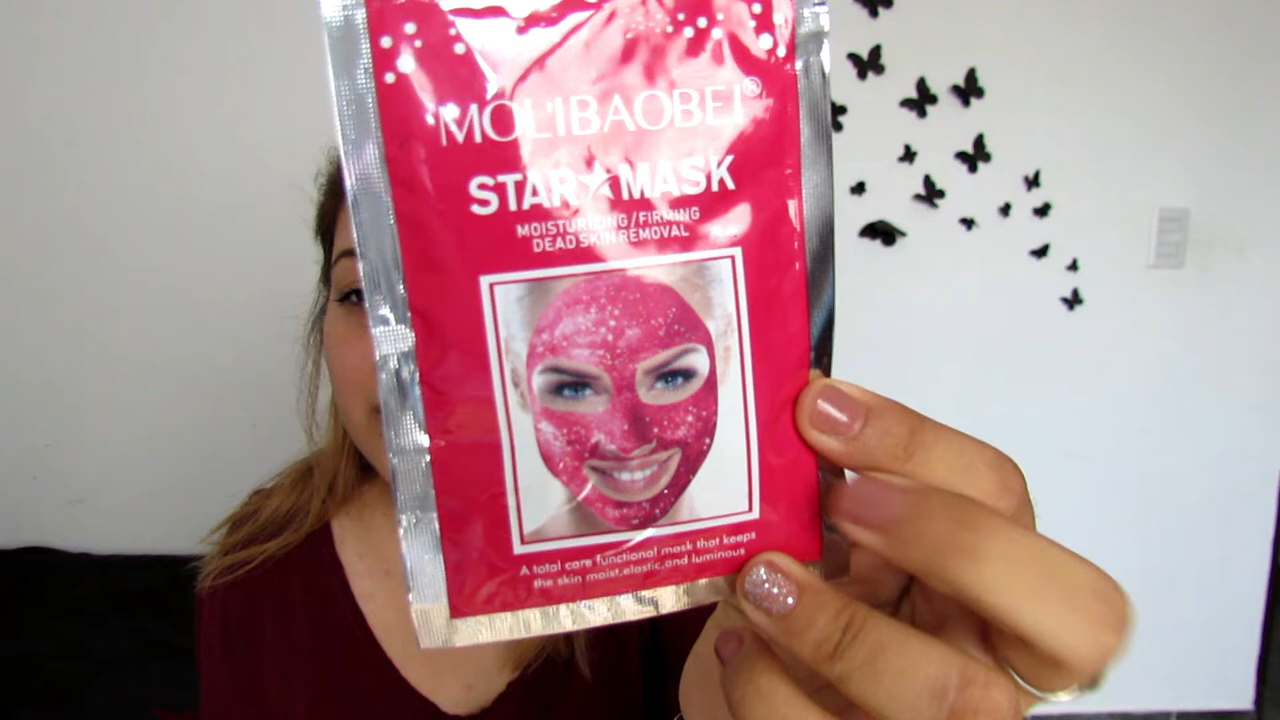 MOLIBAOBEI®
STAR★MASK
MOISTURIZING/FIRMING
DEAD SKIN REMOVAL
A total care functional mask that keeps
the skin moist,elastic,and luminous